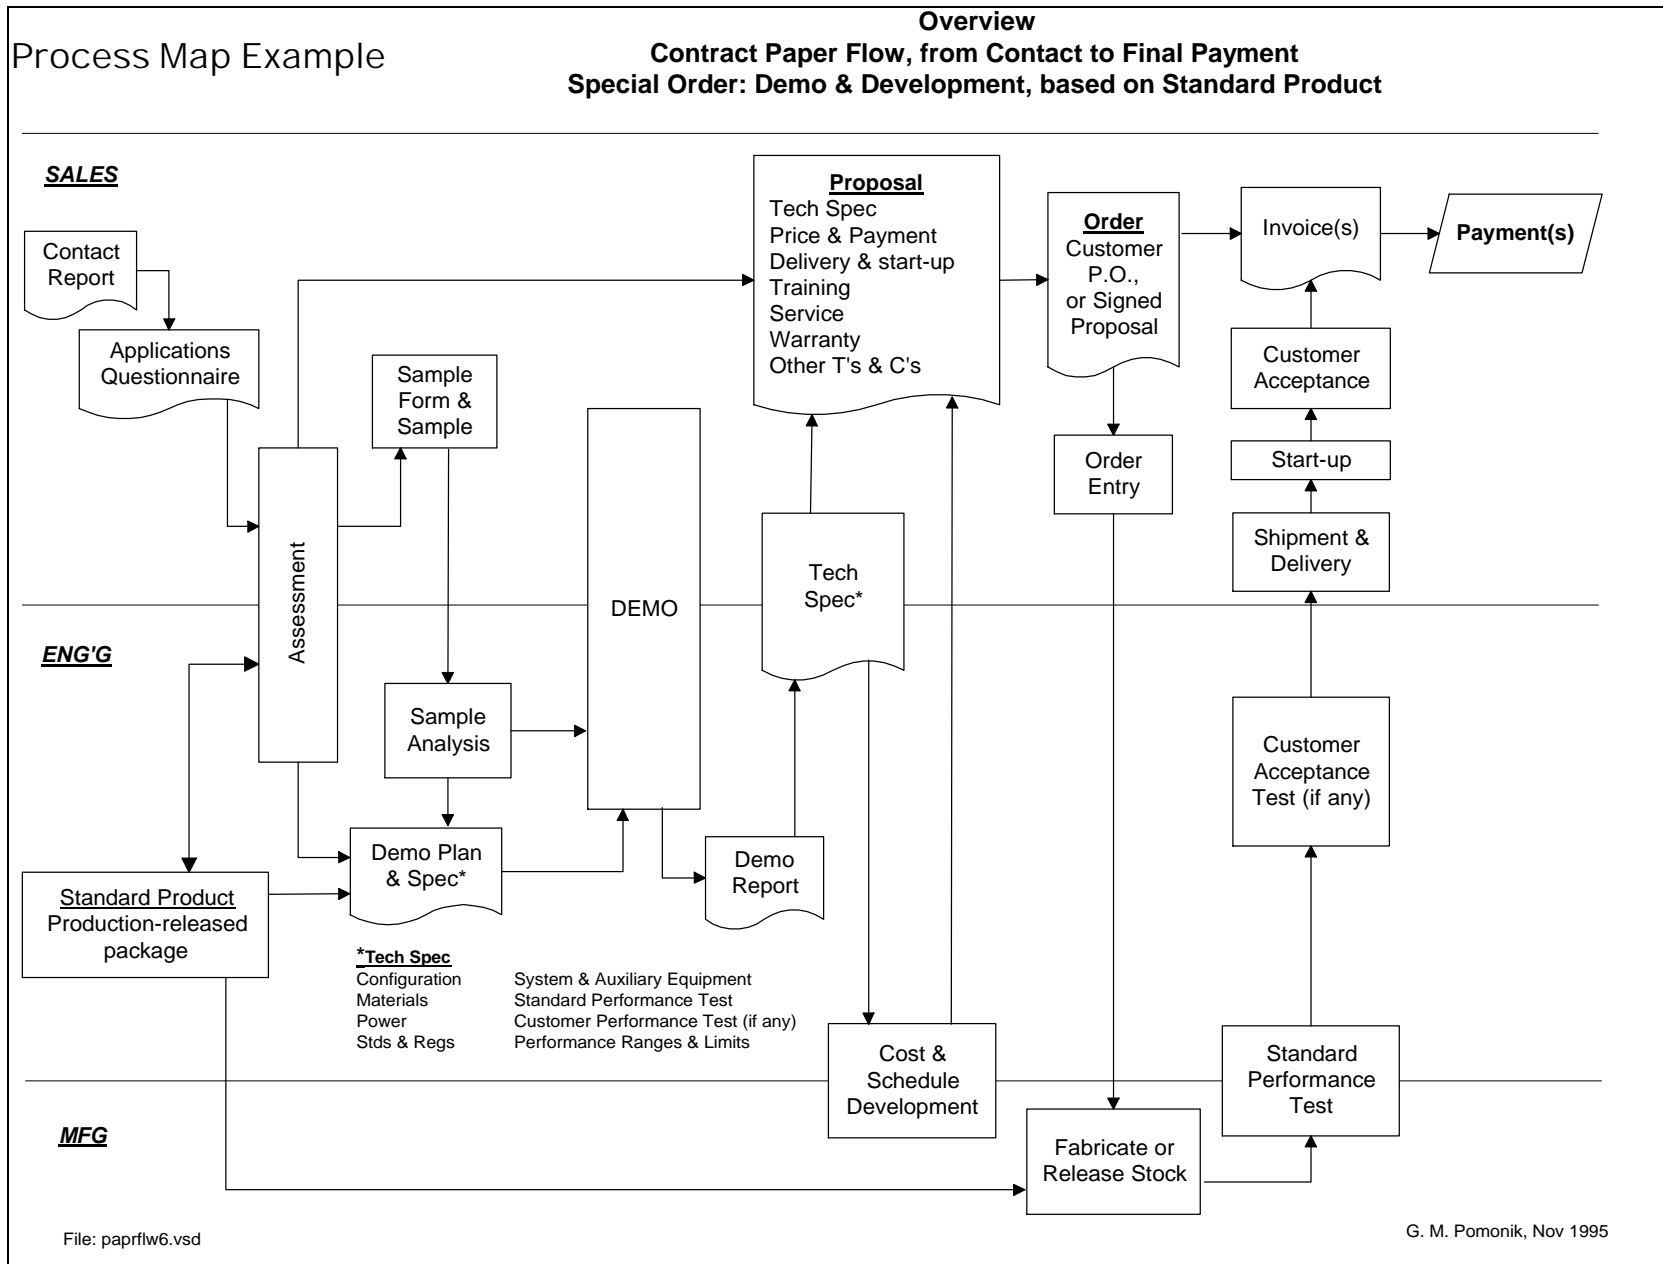 Process Map Example
Overview
Contract Paper Flow, from Contact to Final Payment
Special Order: Demo & Development, based on Standard Product
SALES
Contact
Report
Applications
Questionnaire
Sample
Form &
Sample
Proposal
Tech Spec
Price & Payment
Delivery & start-up
Training
Service
Warranty
Other T's & C's
Order
Customer
P.O.,
or Signed
Proposal
Invoice(s)
Payment(s)
Customer
Acceptance
Order
Entry
Start-up
Shipment &
Delivery
Assessment
DEMO
Tech
Spec*
ENG'G
Sample
Analysis
Customer
Acceptance
Test (if any)
Demo Plan
& Spec*
Demo
Report
Standard Product
Production-released
package
*Tech Spec
Configuration System & Auxiliary Equipment
Materials Standard Performance Test
Power Customer Performance Test (if any)
Stds & Regs Performance Ranges & Limits
Cost &
Schedule
Development
Standard
Performance
Test
MFG
Fabricate or
Release Stock
File: paprflw6.vsd
G. M. Pomonik, Nov 1995